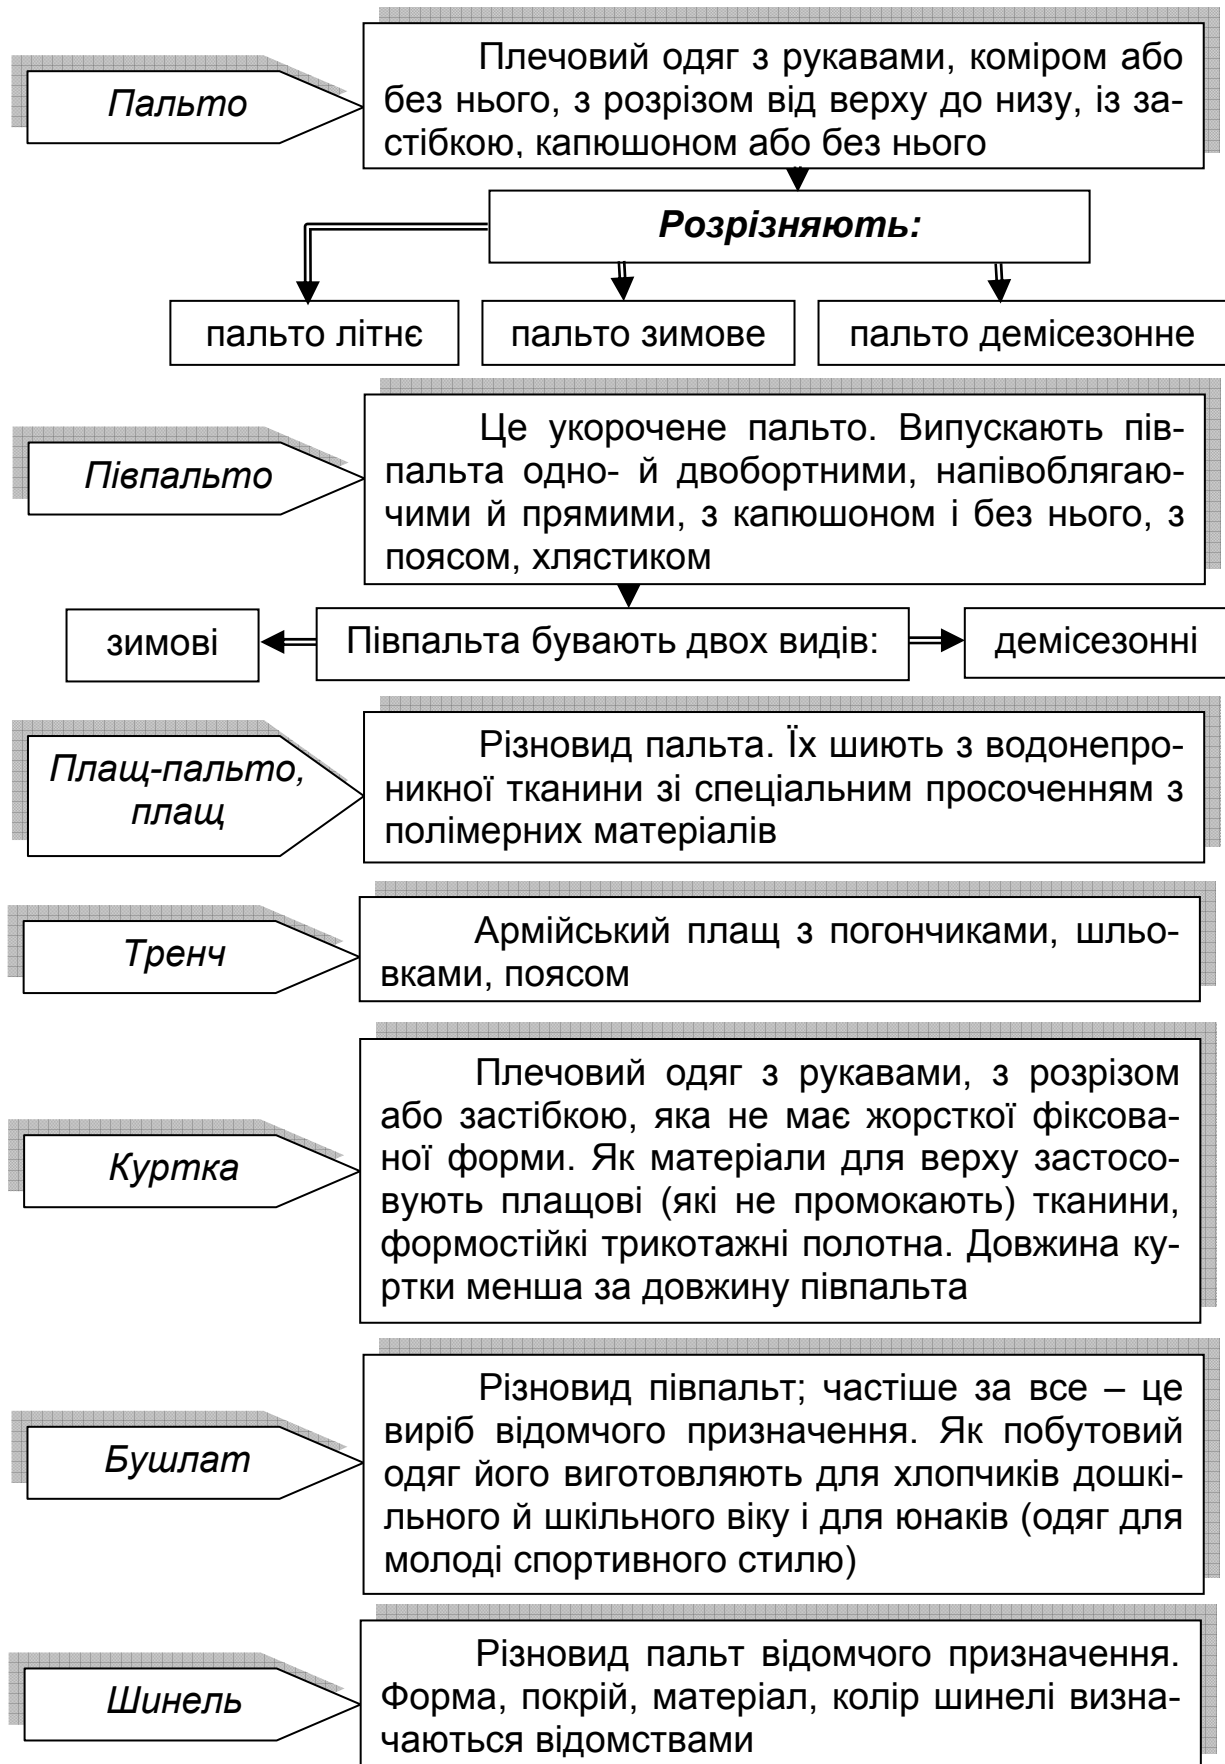 Пальто
Плечовий одяг з рукавами, коміром або
без нього, з розрізом від верху до низу, із за-
стібкою, капюшоном або без нього
Розрізняють:
пальто літнє
пальто зимове
пальто демісезонне
Півпальто
Це укорочене пальто. Випускають пів-
пальта одно- й двобортними, напівоблягаю-
чими й прямими, з капюшоном і без нього, з
поясом, хлястиком
зимові
Півпальта бувають двох видів:
демісезонні
Плащ-пальто,
плащ
Різновид пальта. Їх шиють з водонепро-
никної тканини зі спеціальним просоченням з
полімерних матеріалів
Тренч
Армійський плащ з погончиками, шльо-
вками, поясом
Куртка
Плечовий одяг з рукавами, з розрізом
або застібкою, яка не має жорсткої фіксова-
ної форми. Як матеріали для верху застосо-
вують плащові (які не промокають) тканини,
формостійкі трикотажні полотна. Довжина ку-
ртки менша за довжину півпальта
Бушлат
Різновид півпальт; частіше за все – це
виріб відомчого призначення. Як побутовий
одяг його виготовляють для хлопчиків дошкі-
льного й шкільного віку і для юнаків (одяг для
молоді спортивного стилю)
Шинель
Різновид пальт відомчого призначення.
Форма, покрій, матеріал, колір шинелі визна-
чаються відомствами